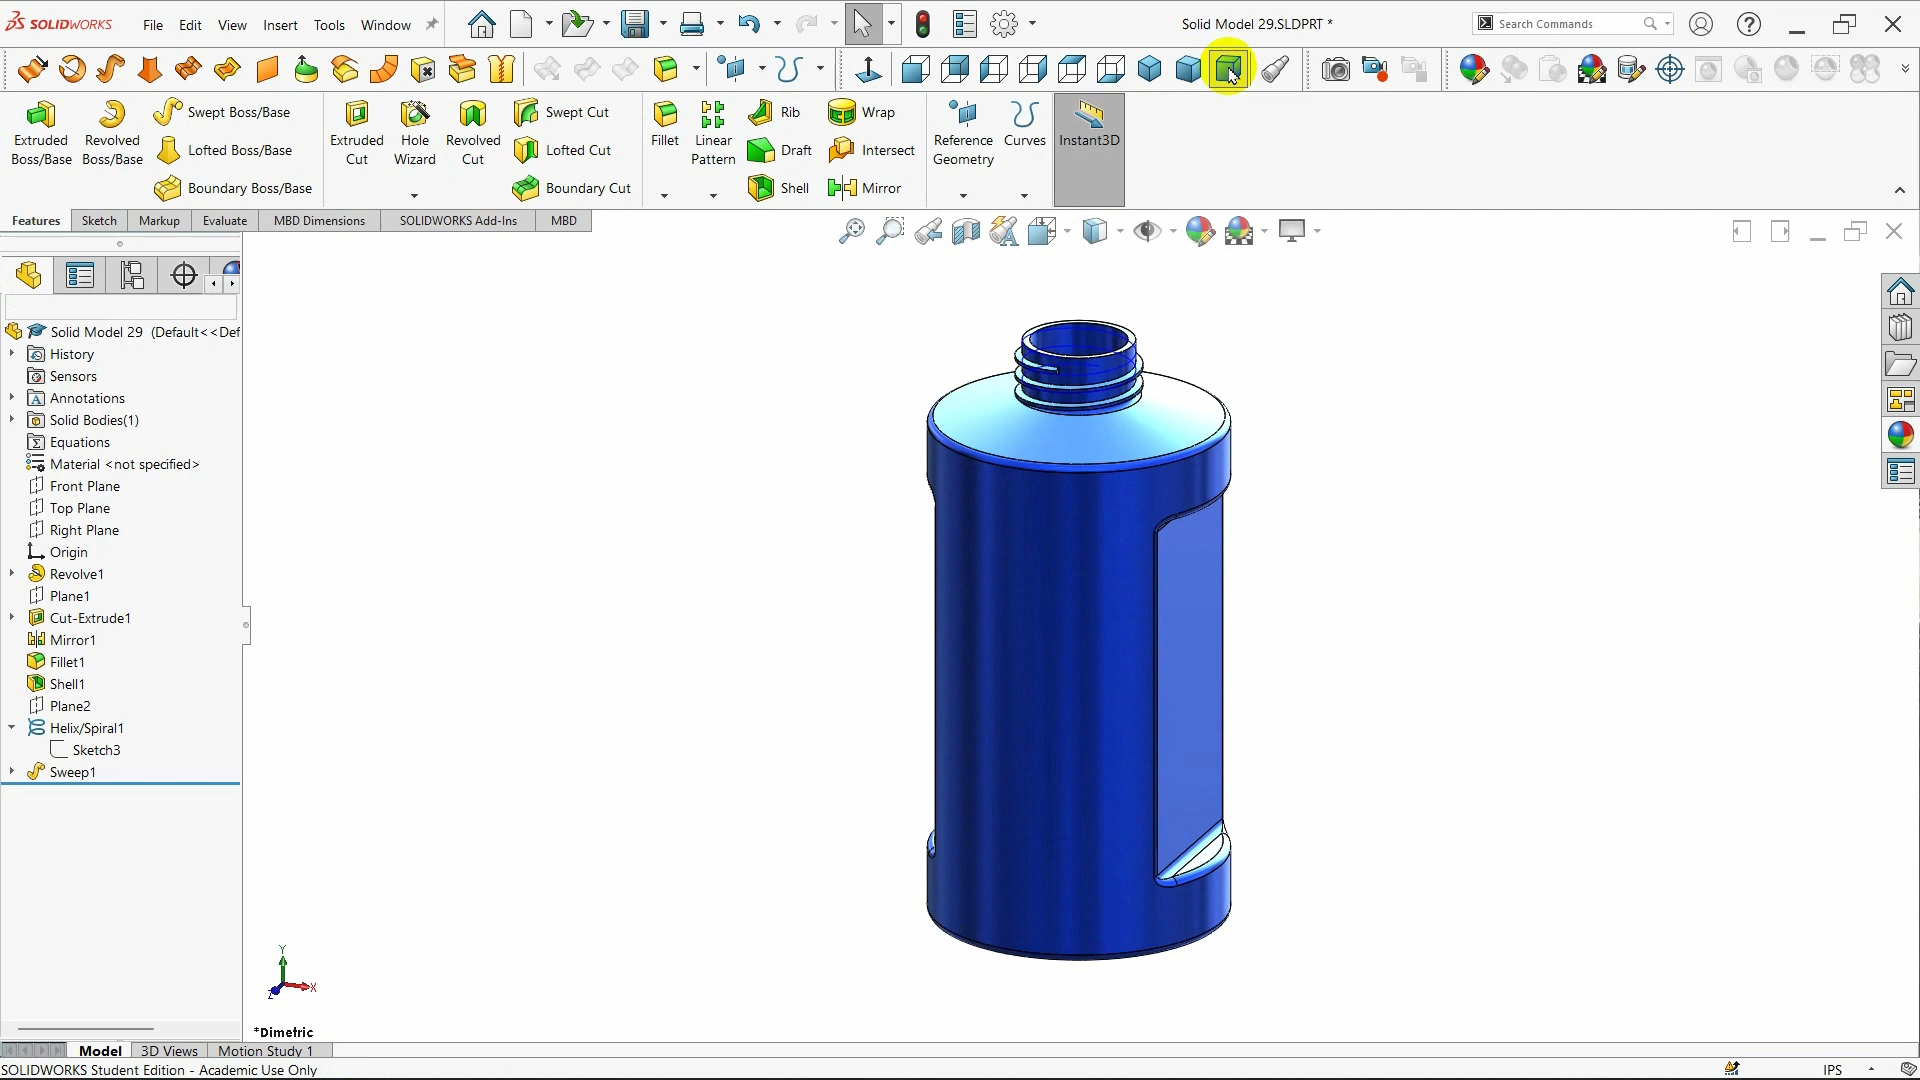 SOLIDWORKS File Edit View Insert Tools Window
Solid Model 29.SLDPRT *
Search Commands
Extruded Boss/Base
Revolved Boss/Base
Swept Boss/Base
Lofted Boss/Base
Boundary Boss/Base
Extruded Cut
Hole Wizard
Revolved Cut
Swept Cut
Lofted Cut
Boundary Cut
Fillet
Linear Pattern
Rib
Draft
Shell
Wrap
Intersect
Mirror
Reference Geometry
Curves
Instant3D
Features Sketch Markup Evaluate MBD Dimensions SOLIDWORKS Add-Ins MBD
Solid Model 29 (Default<<Def
History
Sensors
Annotations
Solid Bodies(1)
Equations
Material <not specified>
Front Plane
Top Plane
Right Plane
Origin
Revolve1
Plane1
Cut-Extrude1
Mirror1
Fillet1
Shell1
Plane2
Helix/Spiral1
Sketch3
Sweep1
Y
X
Z
*Dimetric
Model 3D Views Motion Study 1
SOLIDWORKS Student Edition - Academic Use Only
IPS